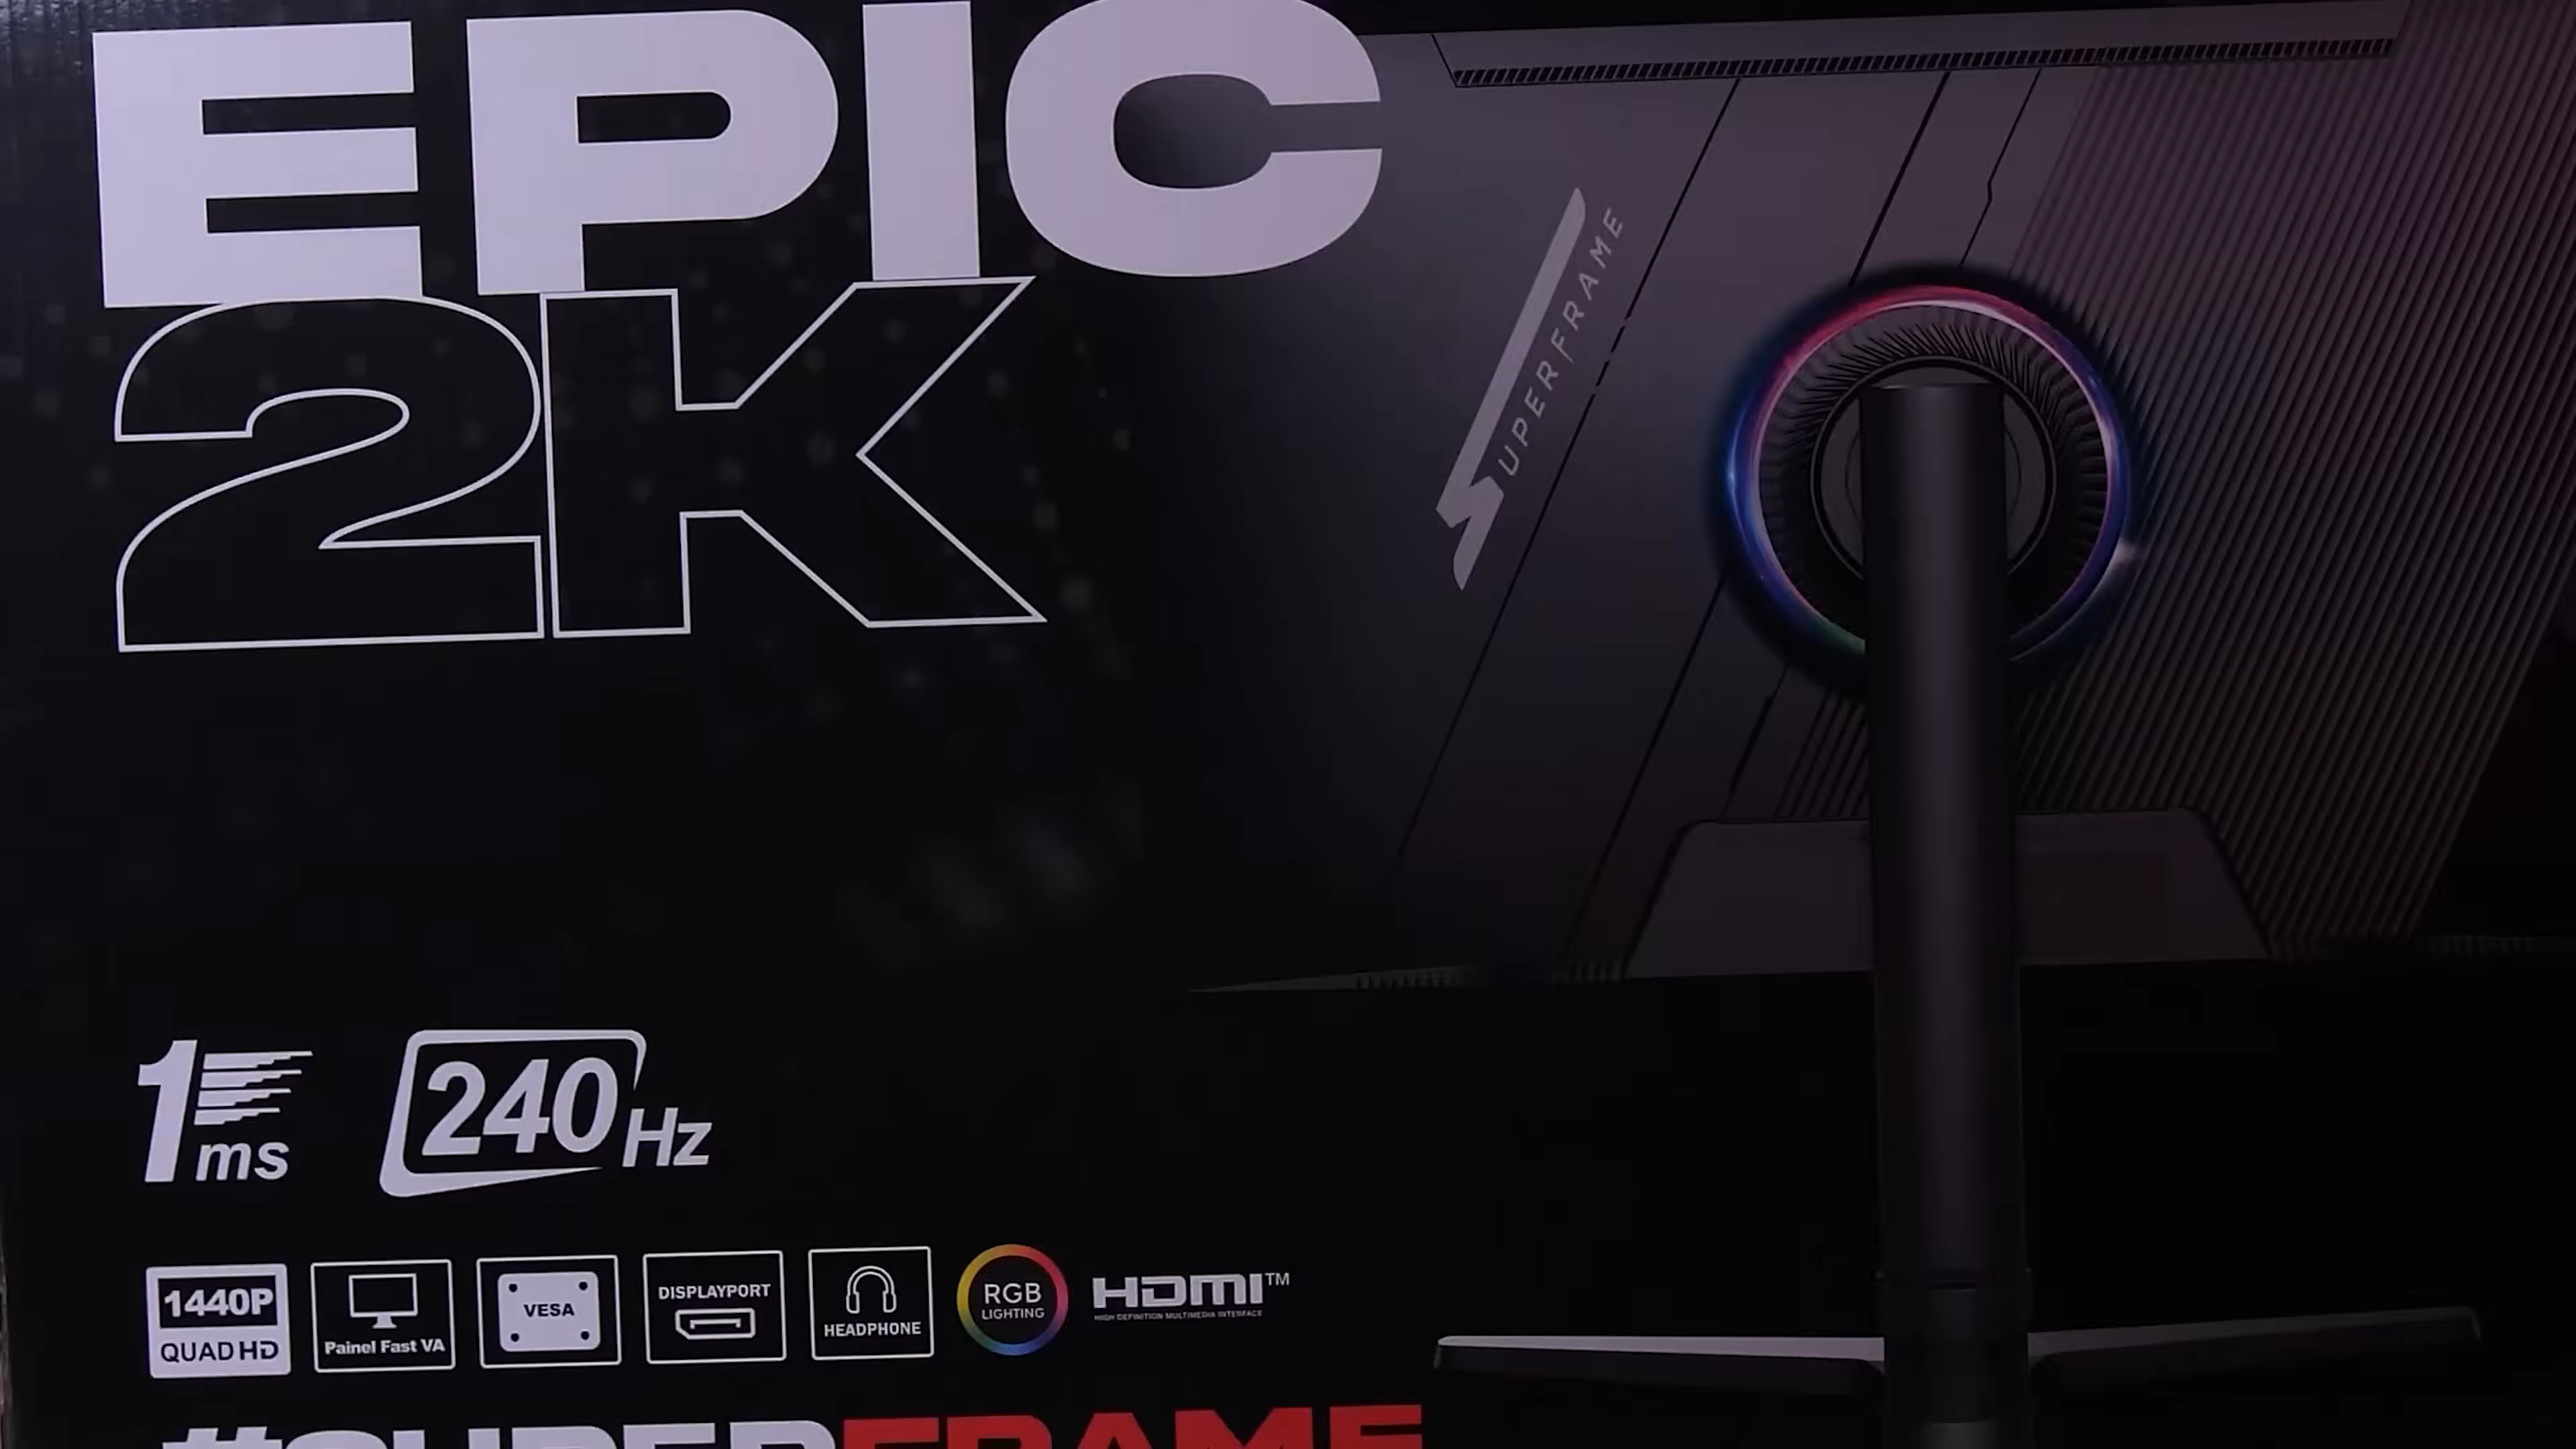 EPIC
2K
SUPERFRAME
1ms
240Hz
1440P
QUAD HD
Painel Fast VA
VESA
DISPLAYPORT
HEADPHONE
RGB
LIGHTING
HDMI™
HIGH DEFINITION MULTIMEDIA INTERFACE
#SUPERFRAME